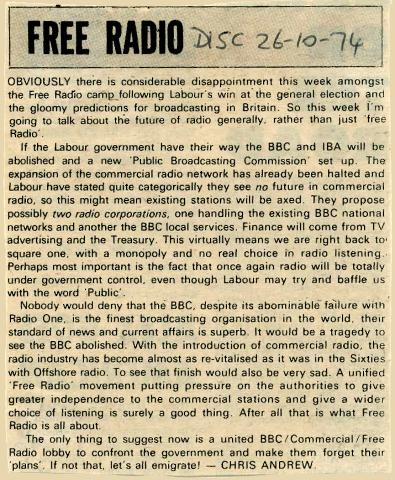 FREE RADIO DISC 26-10-74
OBVIOUSLY there is considerable disappointment this week amongst
the Free Radio camp following Labour's win at the general election and
the gloomy predictions for broadcasting in Britain. So this week I'm
going to talk about the future of radio generally, rather than just 'free
Radio'.
If the Labour government have their way the BBC and IBA will be
abolished and a new 'Public Broadcasting Commission' set up. The
expansion of the commercial radio network has already been halted and
Labour have stated quite categorically they see no future in commercial
radio, so this might mean existing stations will be axed. They propose
possibly two radio corporations, one handling the existing BBC national
networks and another the BBC local services. Finance will come from TV
advertising and the Treasury. This virtually means we are right back to
square one, with a monopoly and no real choice in radio listening.
Perhaps most important is the fact that once again radio will be totally
under government control, even though Labour may try and baffle us
with the word 'Public'.
Nobody would deny that the BBC, despite its abominable failure with
Radio One, is the finest broadcasting organisation in the world, their
standard of news and current affairs is superb. It would be a tragedy to
see the BBC abolished. With the introduction of commercial radio, the
radio industry has become almost as re-vitalised as it was in the Sixties
with Offshore radio. To see that finish would also be very sad. A unified
'Free Radio' movement putting pressure on the authorities to give
greater independence to the commercial stations and give a wider
choice of listening is surely a good thing. After all that is what Free
Radio is all about.
The only thing to suggest now is a united BBC/Commercial/Free
Radio lobby to confront the government and make them forget their
'plans'. If not that, let's all emigrate! — CHRIS ANDREW.